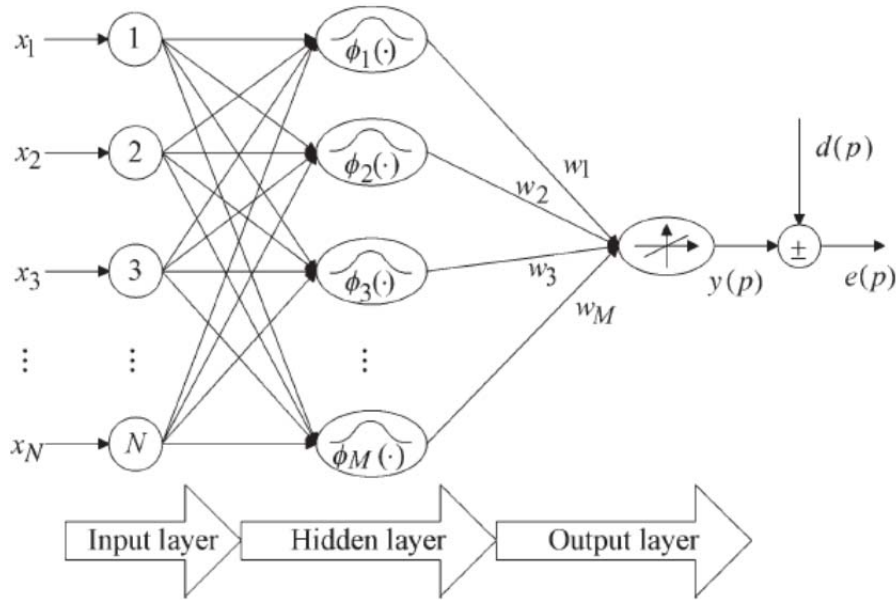 x1 1 ϕ1(·)
x2 2 ϕ2(·) w1 d(p)
w2
x3 3 ϕ3(·) w3 ± y(p) e(p)
wM
⋮ ⋮ ⋮
xN N ϕM(·)
Input layer Hidden layer Output layer